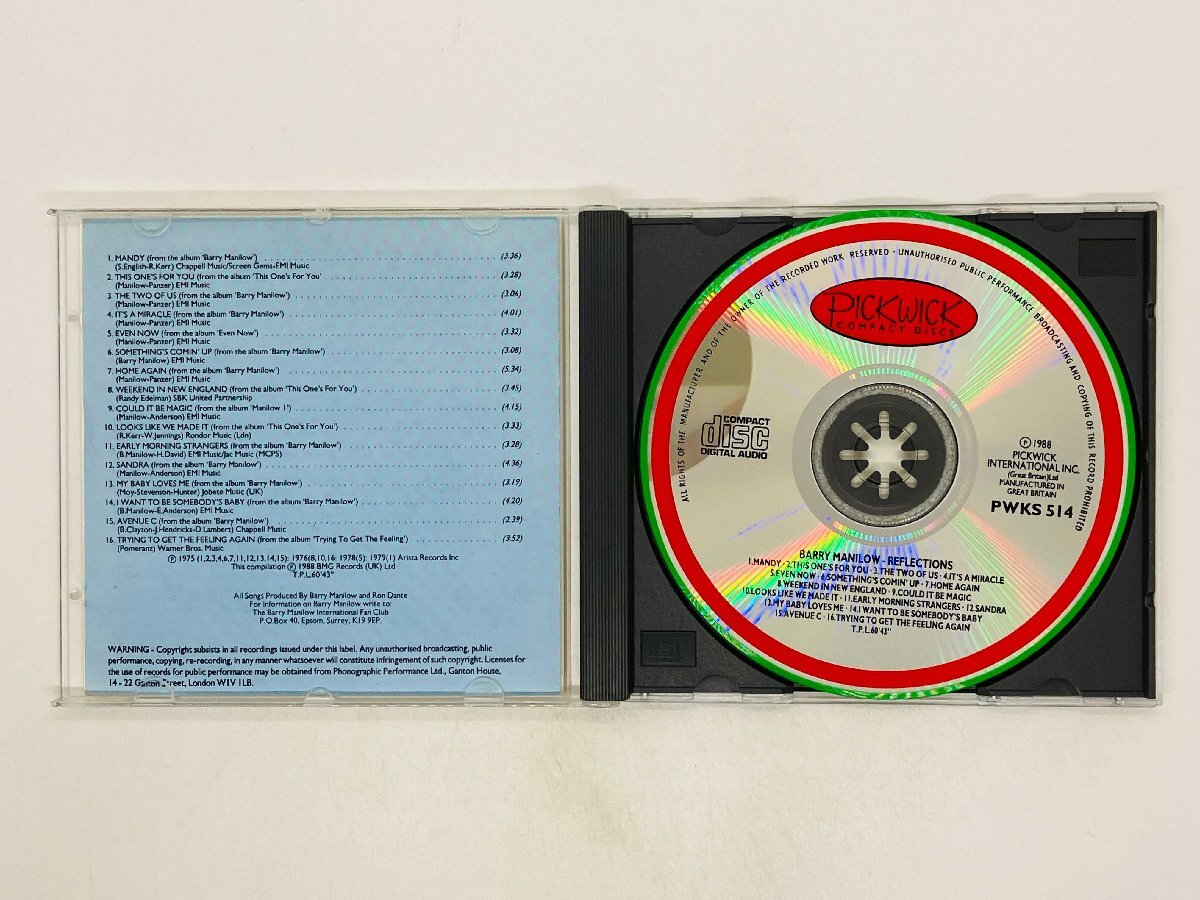 1. MANDY (from the album 'Barry Manilow') (3.36)
(S.English-R.Kerr) Chappell Music/Screen Gems-EMI Music
2. THIS ONE'S FOR YOU (from the album 'This One's For You' (3.28)
(Manilow-Panzer) EMI Music
3. THE TWO OF US (from the album 'Barry Manilow') (3.06)
(Manilow-Panzer) EMI Music
4. IT'S A MIRACLE (from the album 'Barry Manilow') (4.01)
(Manilow-Panzer) EMI Music
5. EVEN NOW (from the album 'Even Now') (3.32)
(Manilow-Panzer) EMI Music
6. SOMETHING'S COMIN' UP (from the album 'Barry Manilow') (3.08)
(Barry Manilow) EMI Music
7. HOME AGAIN (from the album 'Barry Manilow') (5.34)
(Manilow-Panzer) EMI Music
8. WEEKEND IN NEW ENGLAND (from the album 'This One's For You') (3.45)
(Randy Edelman) SBK United Partnership
9. COULD IT BE MAGIC (from the album 'Manilow 1') (4.15)
(Manilow-Anderson) EMI Music
10. LOOKS LIKE WE MADE IT (from the album 'This One's For You') (3.33)
(R.Kerr-W.Jennings) Rondor Music (Ldn)
11. EARLY MORNING STRANGERS (from the album 'Barry Manilow') (3.28)
(B.Manilow-H.David) EMI Music/Jac Music (MCPS)
12. SANDRA (from the album 'Barry Manilow') (4.36)
(Manilow-Anderson) EMI Music
13. MY BABY LOVES ME (from the album 'Barry Manilow') (3.19)
(Moy-Stevenson-Hunter) Jobete Music (UK)
14. I WANT TO BE SOMEBODY'S BABY (from the album 'Barry Manilow') (4.20)
(B.Manilow-E.Anderson) EMI Music
15. AVENUE C (from the album 'Barry Manilow') (2.39)
(B.Clayton-J.Hendricks-D.Lambert) Chappell Music
16. TRYING TO GET THE FEELING AGAIN (from the album 'Trying To Get The Feeling') (3.52)
(Pomeranz) Warner Bros. Music
℗ 1975 (1,2,3,4,6,7,11,12,13,14,15): 1976(8,10,16: 1978(5): 1979(1) Arista Records Inc
This compilation ℗ 1988 BMG Records (UK) Ltd
T.P.L.60'43"
All Songs Produced By Barry Manilow and Ron Dante
For information on Barry Manilow write to:
The Barry Manilow International Fan Club
P.O.Box 40, Epsom, Surrey, K19 9EP.
WARNING - Copyright subsists in all recordings issued under this label. Any unauthorised broadcasting, public
performance, copying, re-recording, in any manner whatsoever will constitute infringement of such copyright. Licenses for
the use of records for public performance may be obtained from Phonographic Performance Ltd., Ganton House,
14 - 22 Ganton Street, London W1V 1LB.
ALL RIGHTS OF THE MANUFACTURER AND OF THE OWNER OF THE RECORDED WORK RESERVED - UNAUTHORISED PUBLIC PERFORMANCE BROADCASTING AND COPYING OF THIS RECORD PROHIBITED
PICKWICK
COMPACT DISCS
COMPACT
disc
DIGITAL AUDIO
℗ 1988
PICKWICK
INTERNATIONAL INC.
(Great Britain) Ltd
MANUFACTURED IN
GREAT BRITAIN
PWKS 514
BARRY MANILOW - REFLECTIONS
1.MANDY · 2.THIS ONE'S FOR YOU · 3.THE TWO OF US · 4.IT'S A MIRACLE
5.EVEN NOW · 6.SOMETHING'S COMIN' UP · 7.HOME AGAIN
8.WEEKEND IN NEW ENGLAND · 9.COULD IT BE MAGIC
10.LOOKS LIKE WE MADE IT · 11.EARLY MORNING STRANGERS · 12.SANDRA
13.MY BABY LOVES ME · 14.I WANT TO BE SOMEBODY'S BABY
15.AVENUE C · 16.TRYING TO GET THE FEELING AGAIN
T.P.L.60'43"